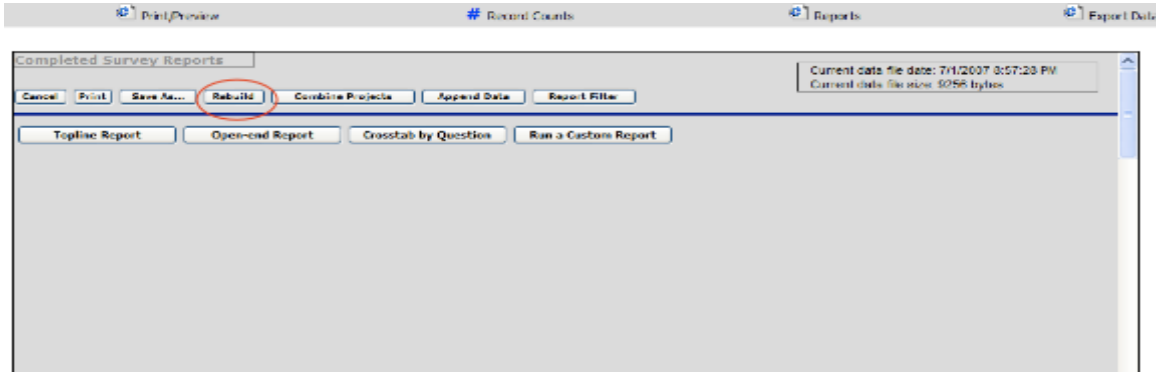 Print/Preview # Record Counts Reports Export Data
Completed Survey Reports
Current data file date: 7/1/2007 8:57:28 PM
Current data file size: 9256 bytes
Cancel Print Save As... Rebuild Combine Projects Append Data Report Filter
Topline Report Open-end Report Crosstab by Question Run a Custom Report